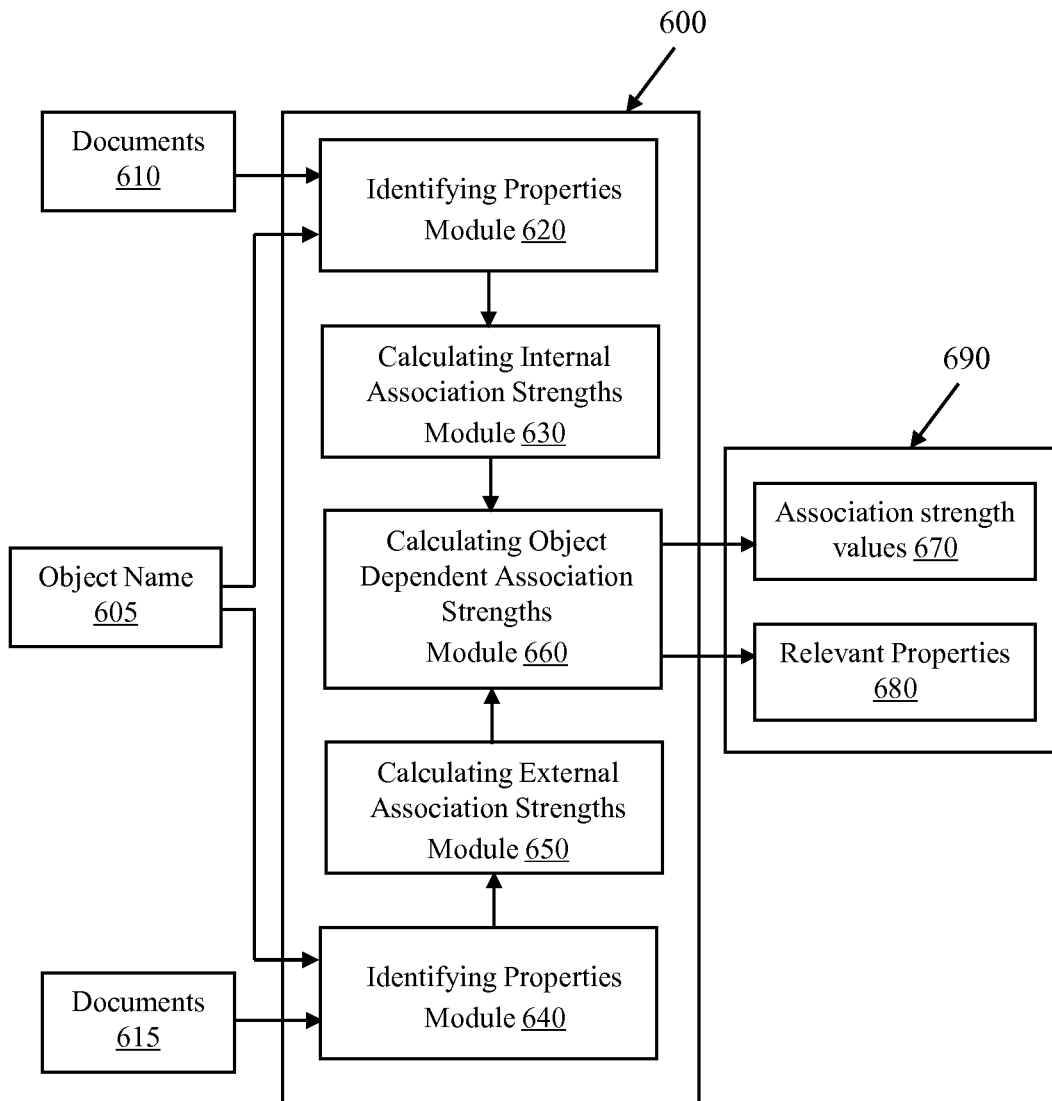 600
Documents
610
Identifying Properties
Module 620
Calculating Internal
Association Strengths
Module 630
690
Calculating Object
Dependent Association
Strengths
Module 660
Association strength
values 670
Object Name
605
Relevant Properties
680
Calculating External
Association Strengths
Module 650
Documents
615
Identifying Properties
Module 640